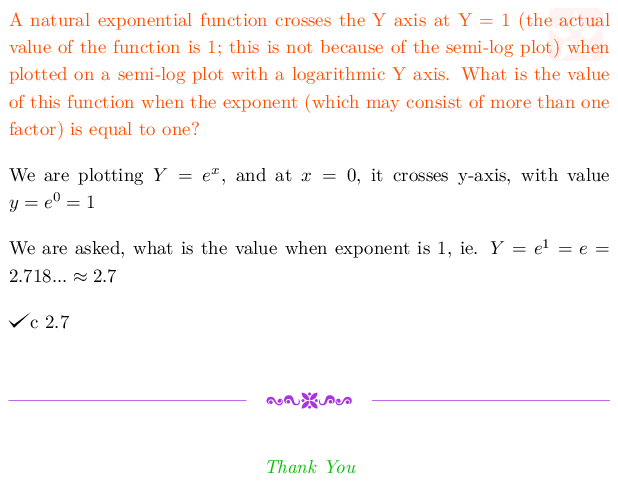 A natural exponential function crosses the Y axis at Y = 1 (the actual
value of the function is 1; this is not because of the semi-log plot) when
plotted on a semi-log plot with a logarithmic Y axis. What is the value
of this function when the exponent (which may consist of more than one
factor) is equal to one?
We are plotting Y = eˣ, and at x = 0, it crosses y-axis, with value
y = e⁰ = 1
We are asked, what is the value when exponent is 1, ie. Y = e¹ = e =
2.718... ≈ 2.7
✓c 2.7
Thank You